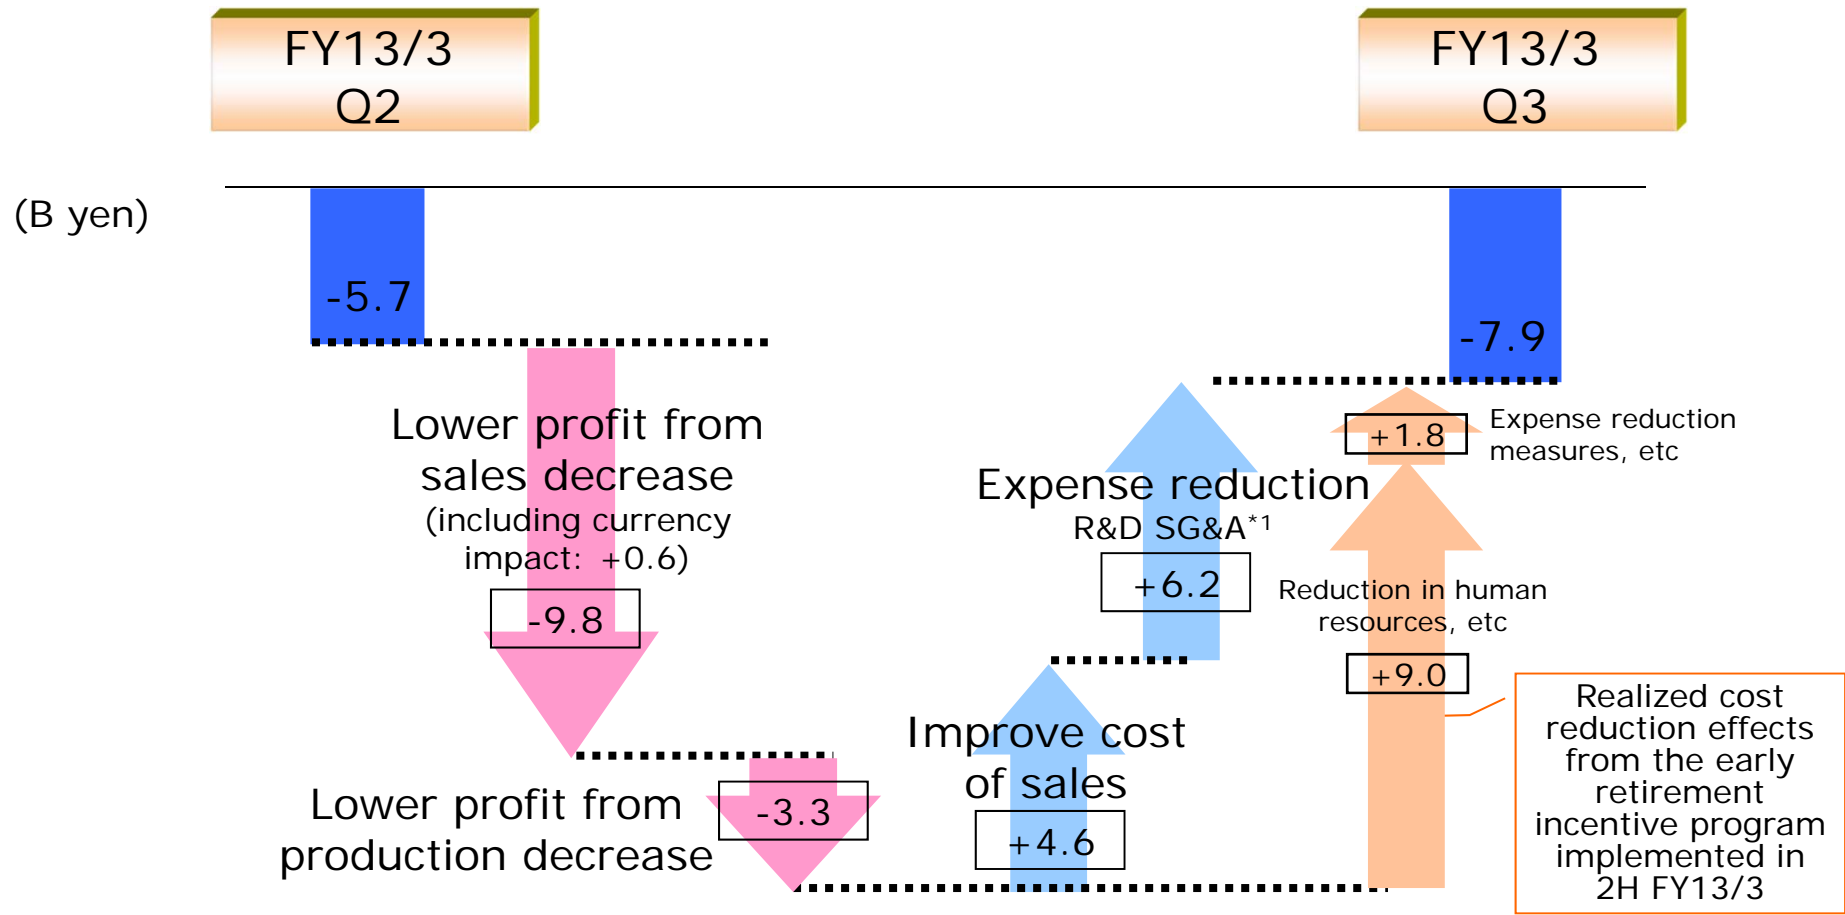 FY13/3
Q2
FY13/3
Q3
(B yen)
-5.7
-7.9
Lower profit from
sales decrease
(including currency
impact: +0.6)
-9.8
Lower profit from
production decrease
-3.3
Improve cost
of sales
+4.6
Expense reduction
R&D SG&A*1
+6.2
+1.8
Expense reduction
measures, etc
Reduction in human
resources, etc
+9.0
Realized cost
reduction effects
from the early
retirement
incentive program
implemented in
2H FY13/3